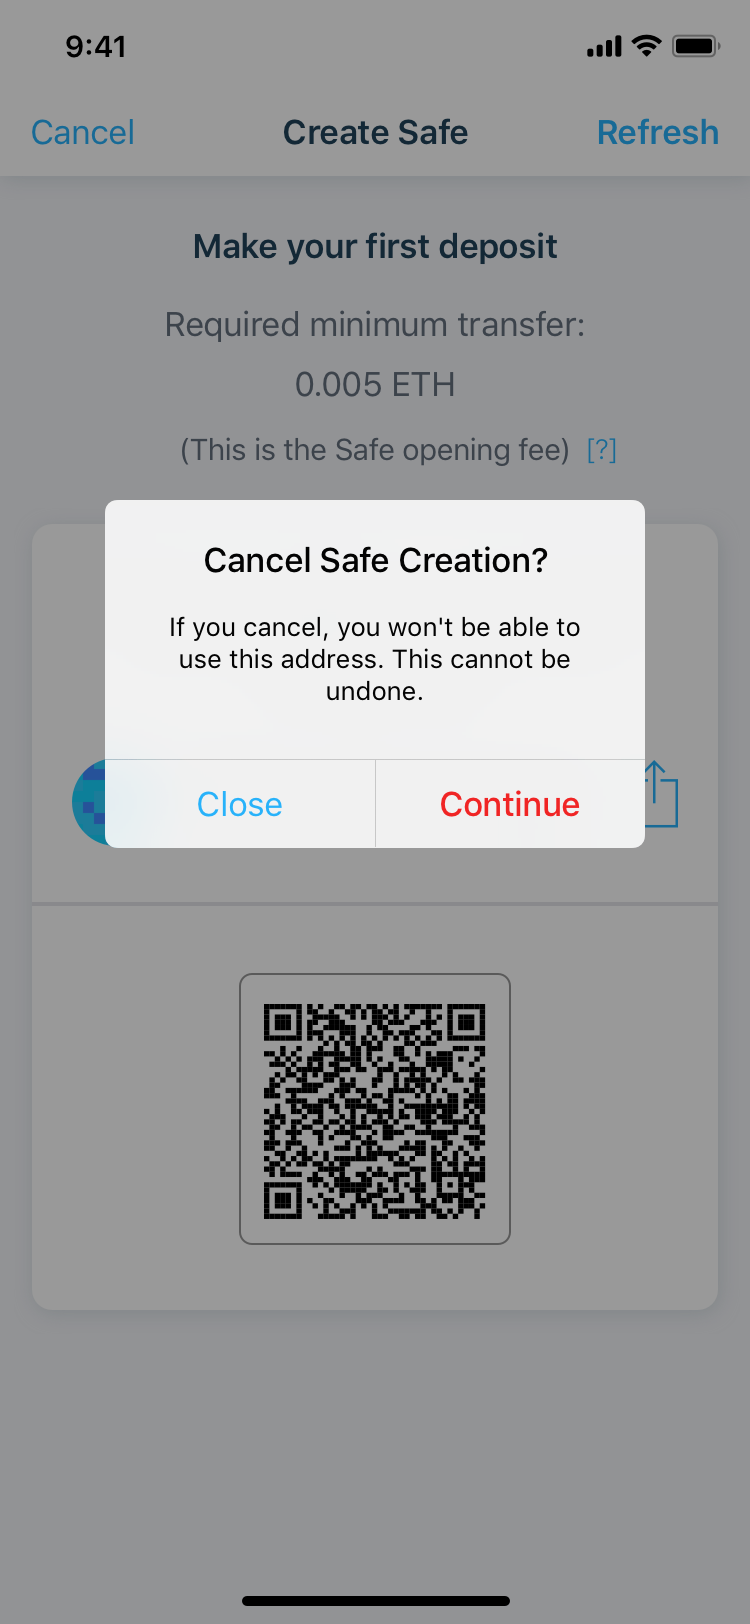 9:41
Cancel
Create Safe
Refresh
Make your first deposit
Required minimum transfer:
0.005 ETH
(This is the Safe opening fee) [?]
Cancel Safe Creation?
If you cancel, you won't be able to
use this address. This cannot be
undone.
Close
Continue